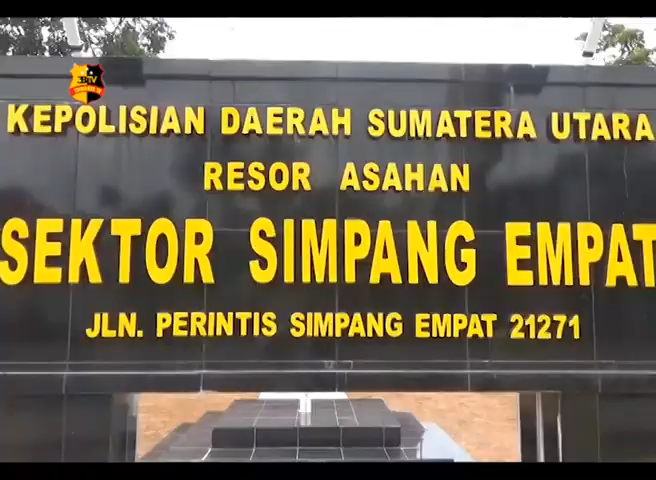 KEPOLISIAN DAERAH SUMATERA UTARA
RESOR ASAHAN
SEKTOR SIMPANG EMPAT
JLN. PERINTIS SIMPANG EMPAT 21271